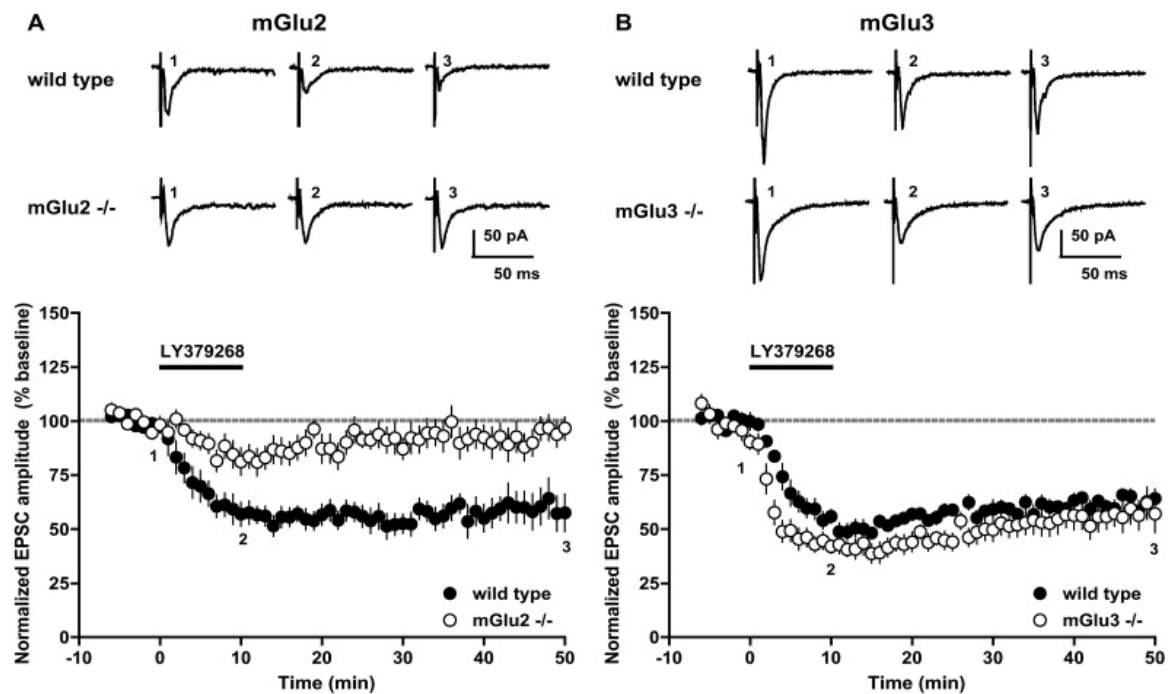 A
mGlu2
wild type
1
2
3
mGlu2 -/-
1
2
3
50 pA
50 ms
Normalized EPSC amplitude (% baseline)
150
125
100
75
50
25
0
LY379268
1
2
3
wild type
mGlu2 -/-
-10
0
10
20
30
40
50
Time (min)
B
mGlu3
wild type
1
2
3
mGlu3 -/-
1
2
3
50 pA
50 ms
Normalized EPSC amplitude (% baseline)
150
125
100
75
50
25
0
LY379268
1
2
3
wild type
mGlu3 -/-
-10
0
10
20
30
40
50
Time (min)